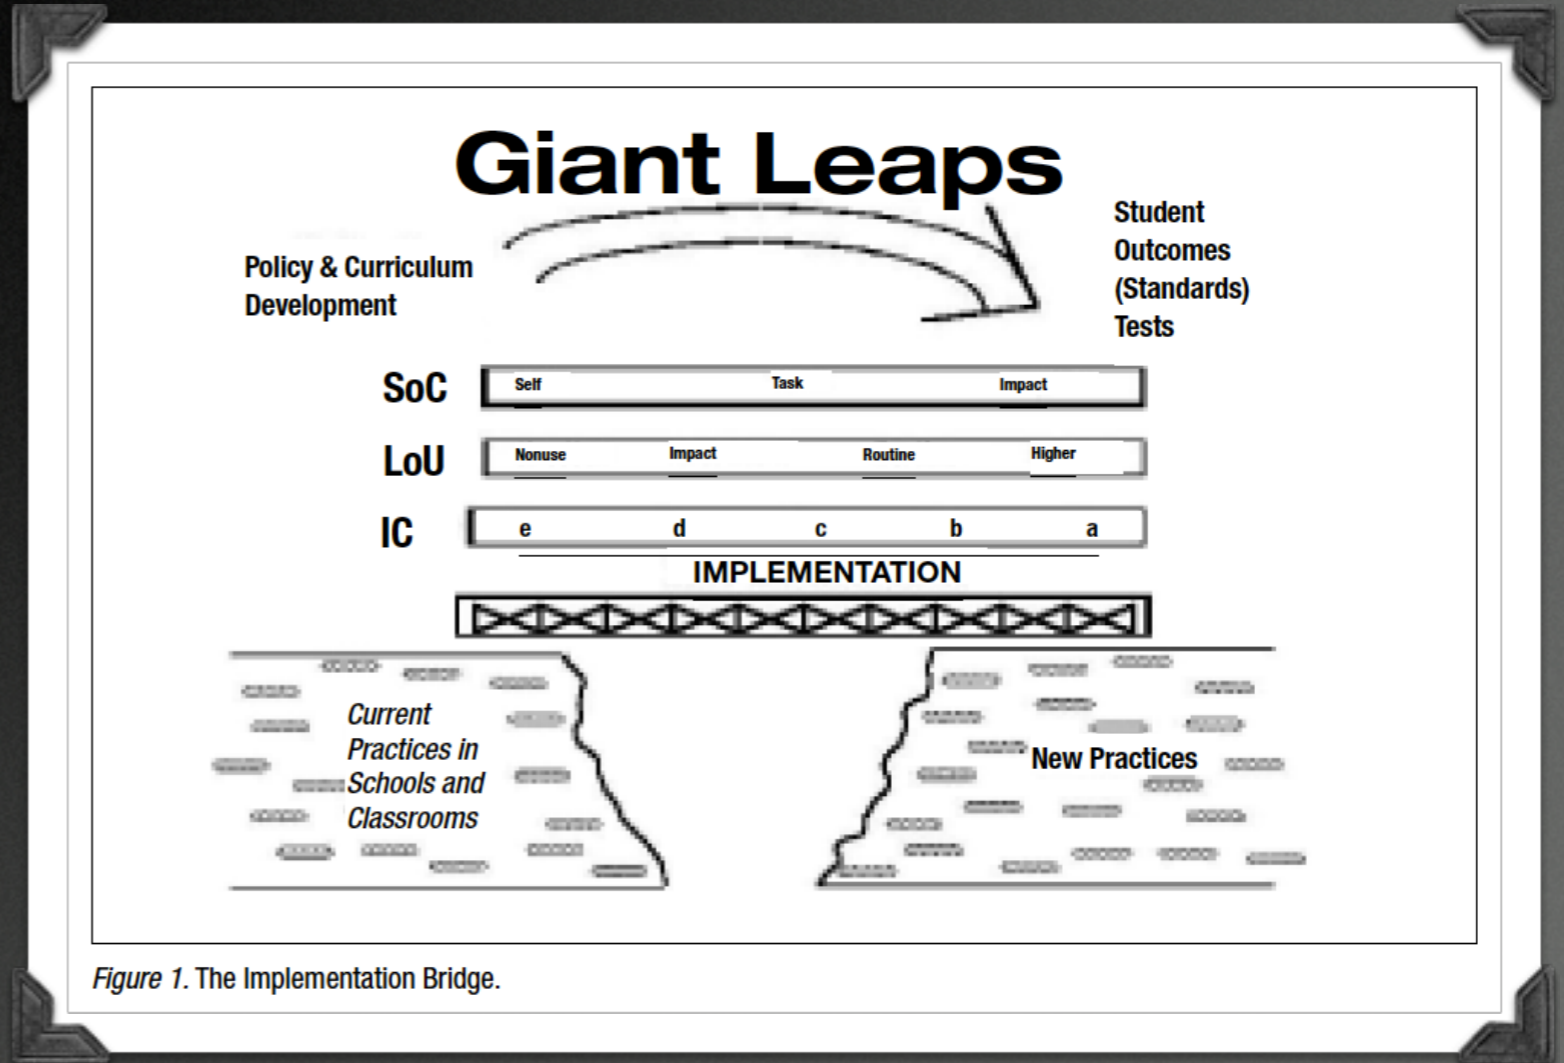 Giant Leaps
Policy & Curriculum
Development
Student
Outcomes
(Standards)
Tests
SoC
Self Task Impact
LoU
Nonuse Impact Routine Higher
IC
e d c b a
IMPLEMENTATION
Current
Practices in
Schools and
Classrooms
New Practices
Figure 1. The Implementation Bridge.